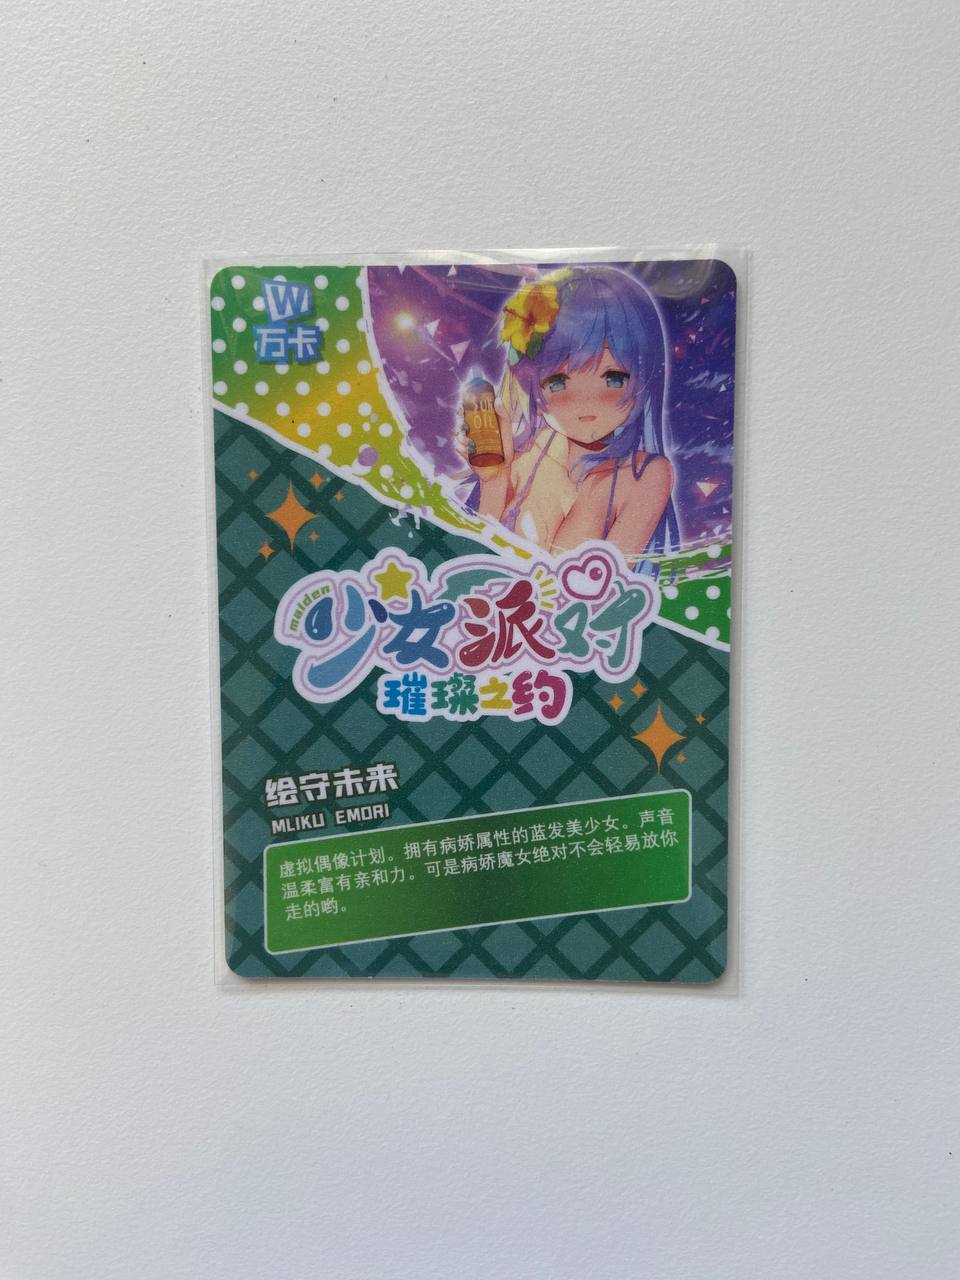 W
万卡
SUN
OIL
maiden
少女派对
璀璨之约
绘守未来
MLIKU EMORI
虚拟偶像计划。拥有病娇属性的蓝发美少女。声音
温柔富有亲和力。可是病娇魔女绝对不会轻易放你
走的哟。